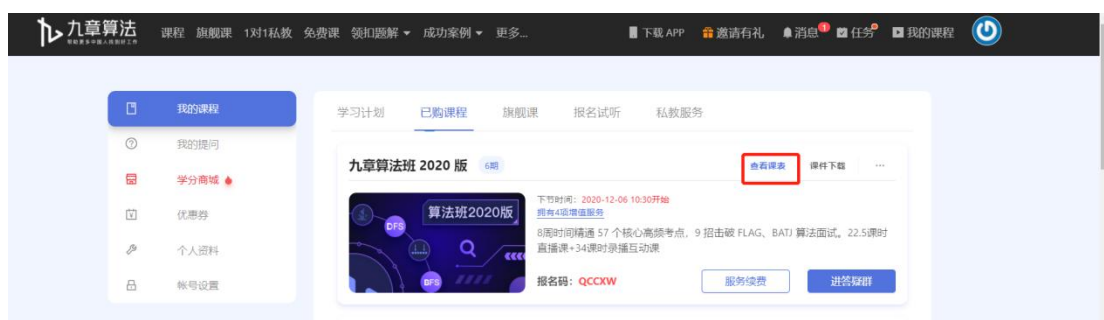 九章算法 课程 旗舰课 1对1私教 免费课 领扣题解 成功案例 更多... 下载 APP 邀请有礼 消息 1 任务 我的课程
帮助更多中国人找到好工作
我的课程
我的提问
学分商城
优惠券
个人资料
帐号设置
学习计划 已购课程 旗舰课 报名试听 私教服务
九章算法班 2020 版 6期 查看课表 课件下载 ...
算法班2020版
DFS
BFS
下节时间:2020-12-06 10:30开始
拥有4项增值服务
8周时间精通 57 个核心高频考点,9 招击破 FLAG、BATJ 算法面试。22.5课时
直播课+34课时录播互动课
报名码:QCCXW 服务续费 进答疑群